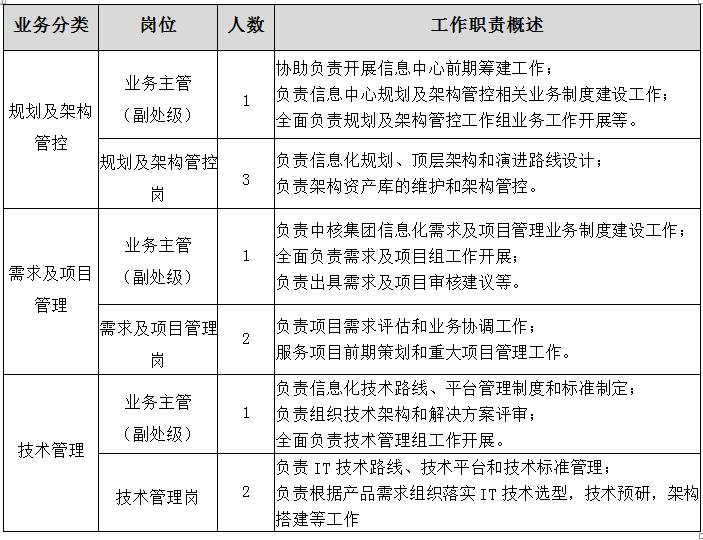 业务分类 岗位 人数 工作职责概述
规划及架构
管控
业务主管
（副处级）
1
协助负责开展信息中心前期筹建工作；
负责信息中心规划及架构管控相关业务制度建设工作；
全面负责规划及架构管控工作组业务工作开展等。
规划及架构管控
岗
3
负责信息化规划、顶层架构和演进路线设计；
负责架构资产库的维护和架构管控。
需求及项目
管理
业务主管
（副处级）
1
负责中核集团信息化需求及项目管理业务制度建设工作；
全面负责需求及项目组工作开展；
负责出具需求及项目审核建议等。
需求及项目管理
岗
2
负责项目需求评估和业务协调工作；
服务项目前期策划和重大项目管理工作。
技术管理
业务主管
（副处级）
1
负责信息化技术路线、平台管理制度和标准制定；
负责组织技术架构和解决方案评审；
全面负责技术管理组工作开展。
技术管理岗
2
负责 IT 技术路线、技术平台和技术标准管理；
负责根据产品需求组织落实 IT 技术选型，技术预研，架构
搭建等工作